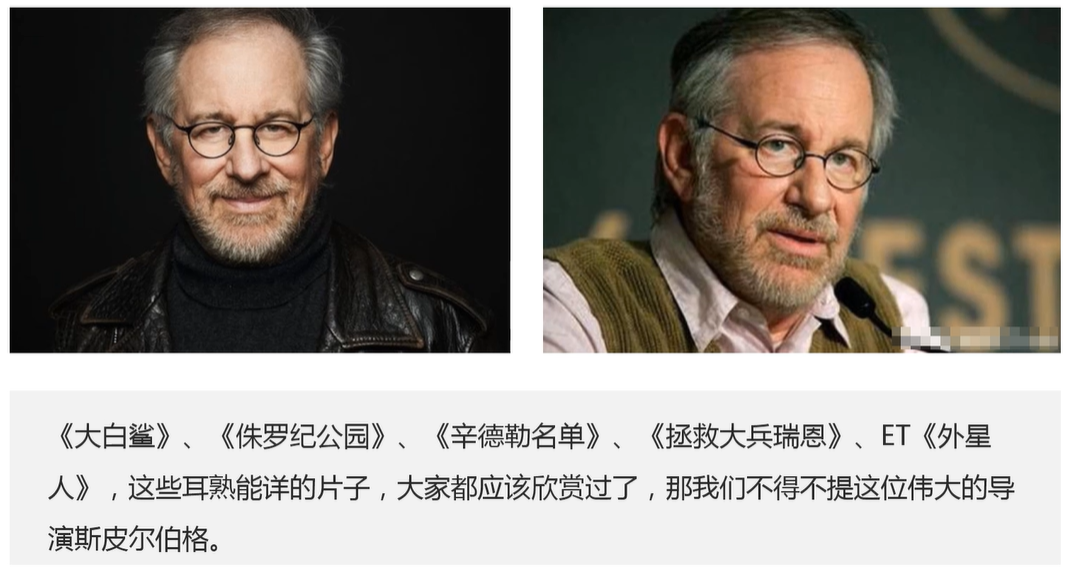 EST
《大白鲨》、《侏罗纪公园》、《辛德勒名单》、《拯救大兵瑞恩》、ET《外星
人》，这些耳熟能详的片子，大家都应该欣赏过了，那我们不得不提这位伟大的导
演斯皮尔伯格。